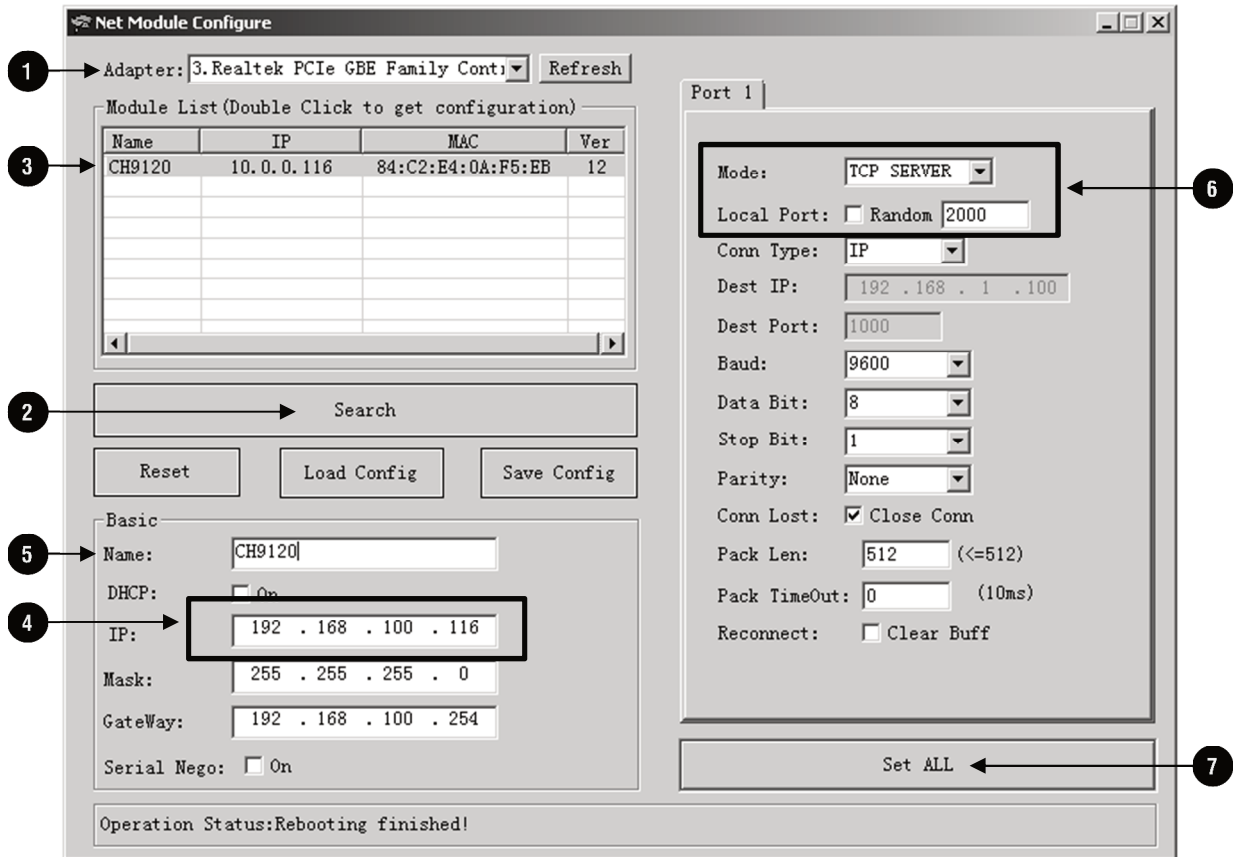 Net Module Configure
1
Adapter: 3.Realtek PCIe GBE Family Cont Refresh
Module List(Double Click to get configuration)
Name IP MAC Ver
3
CH9120 10.0.0.116 84:C2:E4:0A:F5:EB 12
2
Search
Reset Load Config Save Config
Basic
5
Name: CH9120
DHCP: On
4
IP: 192 . 168 . 100 . 116
Mask: 255 . 255 . 255 . 0
GateWay: 192 . 168 . 100 . 254
Serial Nego: On
Port 1
Mode: TCP SERVER
6
Local Port: Random 2000
Conn Type: IP
Dest IP: 192 . 168 . 1 . 100
Dest Port: 1000
Baud: 9600
Data Bit: 8
Stop Bit: 1
Parity: None
Conn Lost: Close Conn
Pack Len: 512 (<=512)
Pack TimeOut: 0 (10ms)
Reconnect: Clear Buff
Set ALL
7
Operation Status:Rebooting finished!